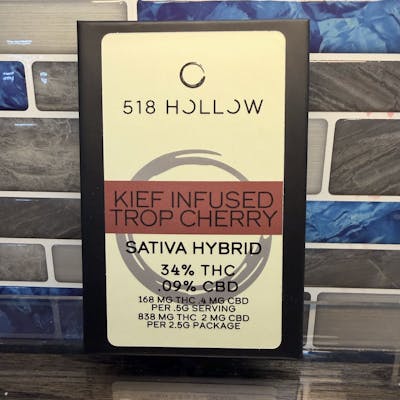 518 HOLLOW
KIEF INFUSED
TROP CHERRY
SATIVA HYBRID
34% THC
.09% CBD
168 MG THC .4 MG CBD
PER .5G SERVING
838 MG THC 2 MG CBD
PER 2.5G PACKAGE